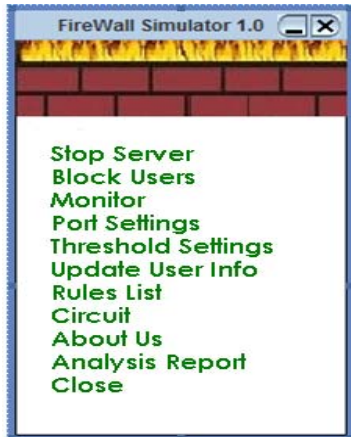 FireWall Simulator 1.0
Stop Server
Block Users
Monitor
Port Settings
Threshold Settings
Update User Info
Rules List
Circuit
About Us
Analysis Report
Close